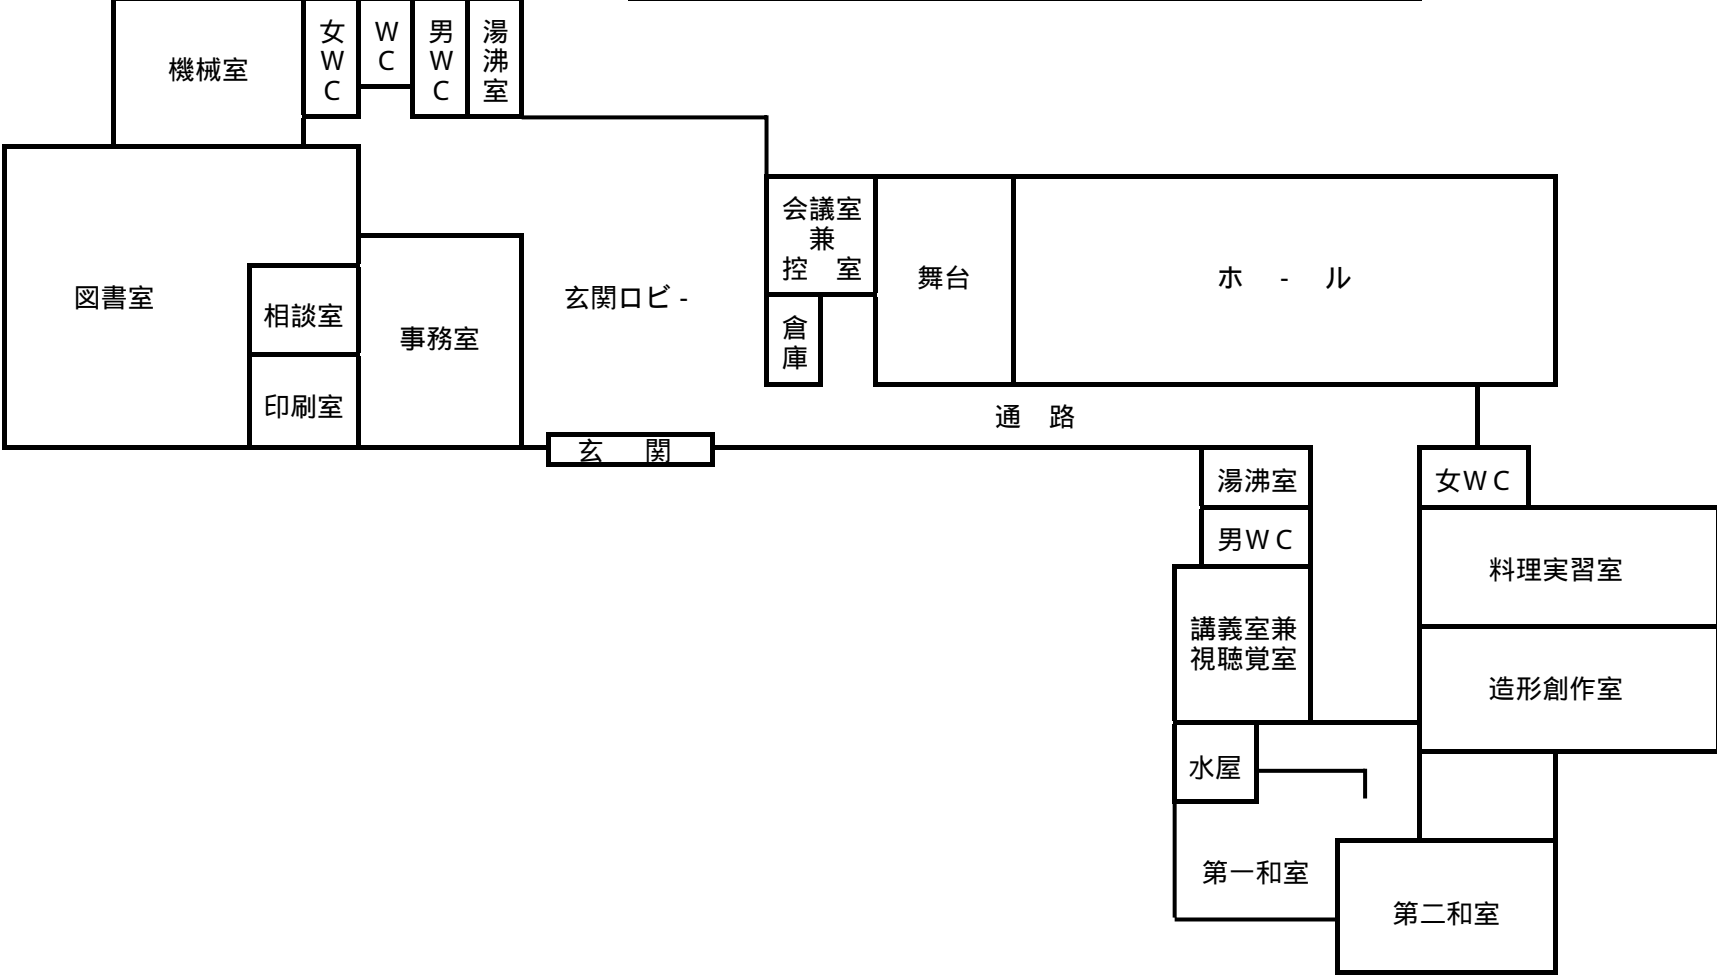 機械室
女
W
C
W
C
男
W
C
湯
沸
室
会議室
兼
控　室
舞台
ホ　-　ル
図書室
相談室
事務室
玄関ロビ-
倉
庫
印刷室
通　路
玄　関
湯沸室
女WC
男WC
料理実習室
講義室兼
視聴覚室
造形創作室
水屋
第一和室
第二和室